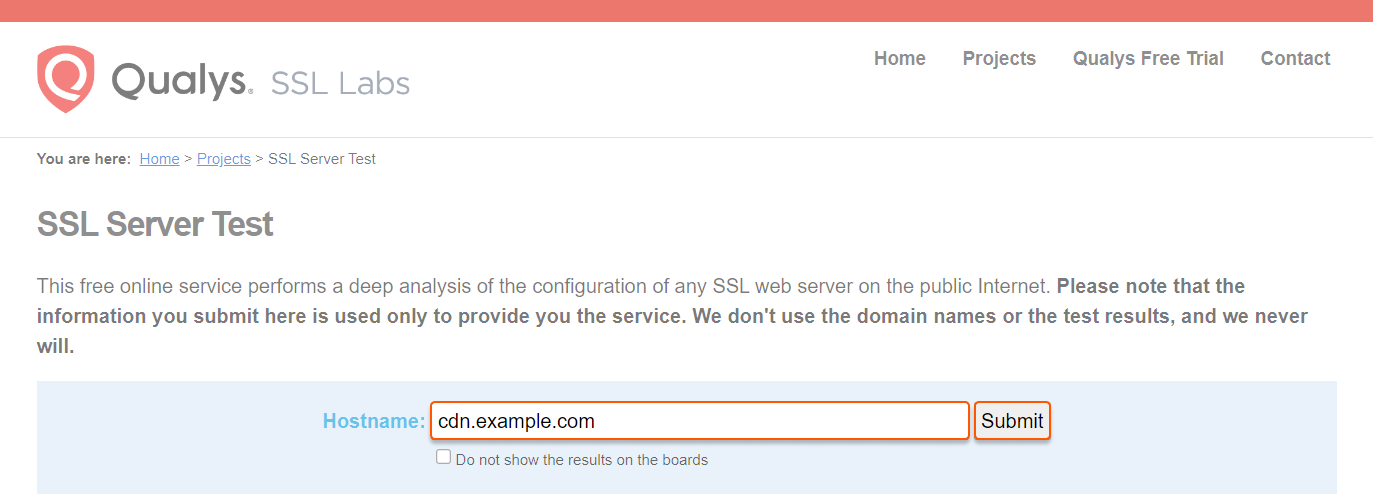 Qualys. SSL Labs
Home Projects Qualys Free Trial Contact
You are here: Home > Projects > SSL Server Test
SSL Server Test
This free online service performs a deep analysis of the configuration of any SSL web server on the public Internet. Please note that the
information you submit here is used only to provide you the service. We don't use the domain names or the test results, and we never
will.
Hostname: cdn.example.com Submit
Do not show the results on the boards